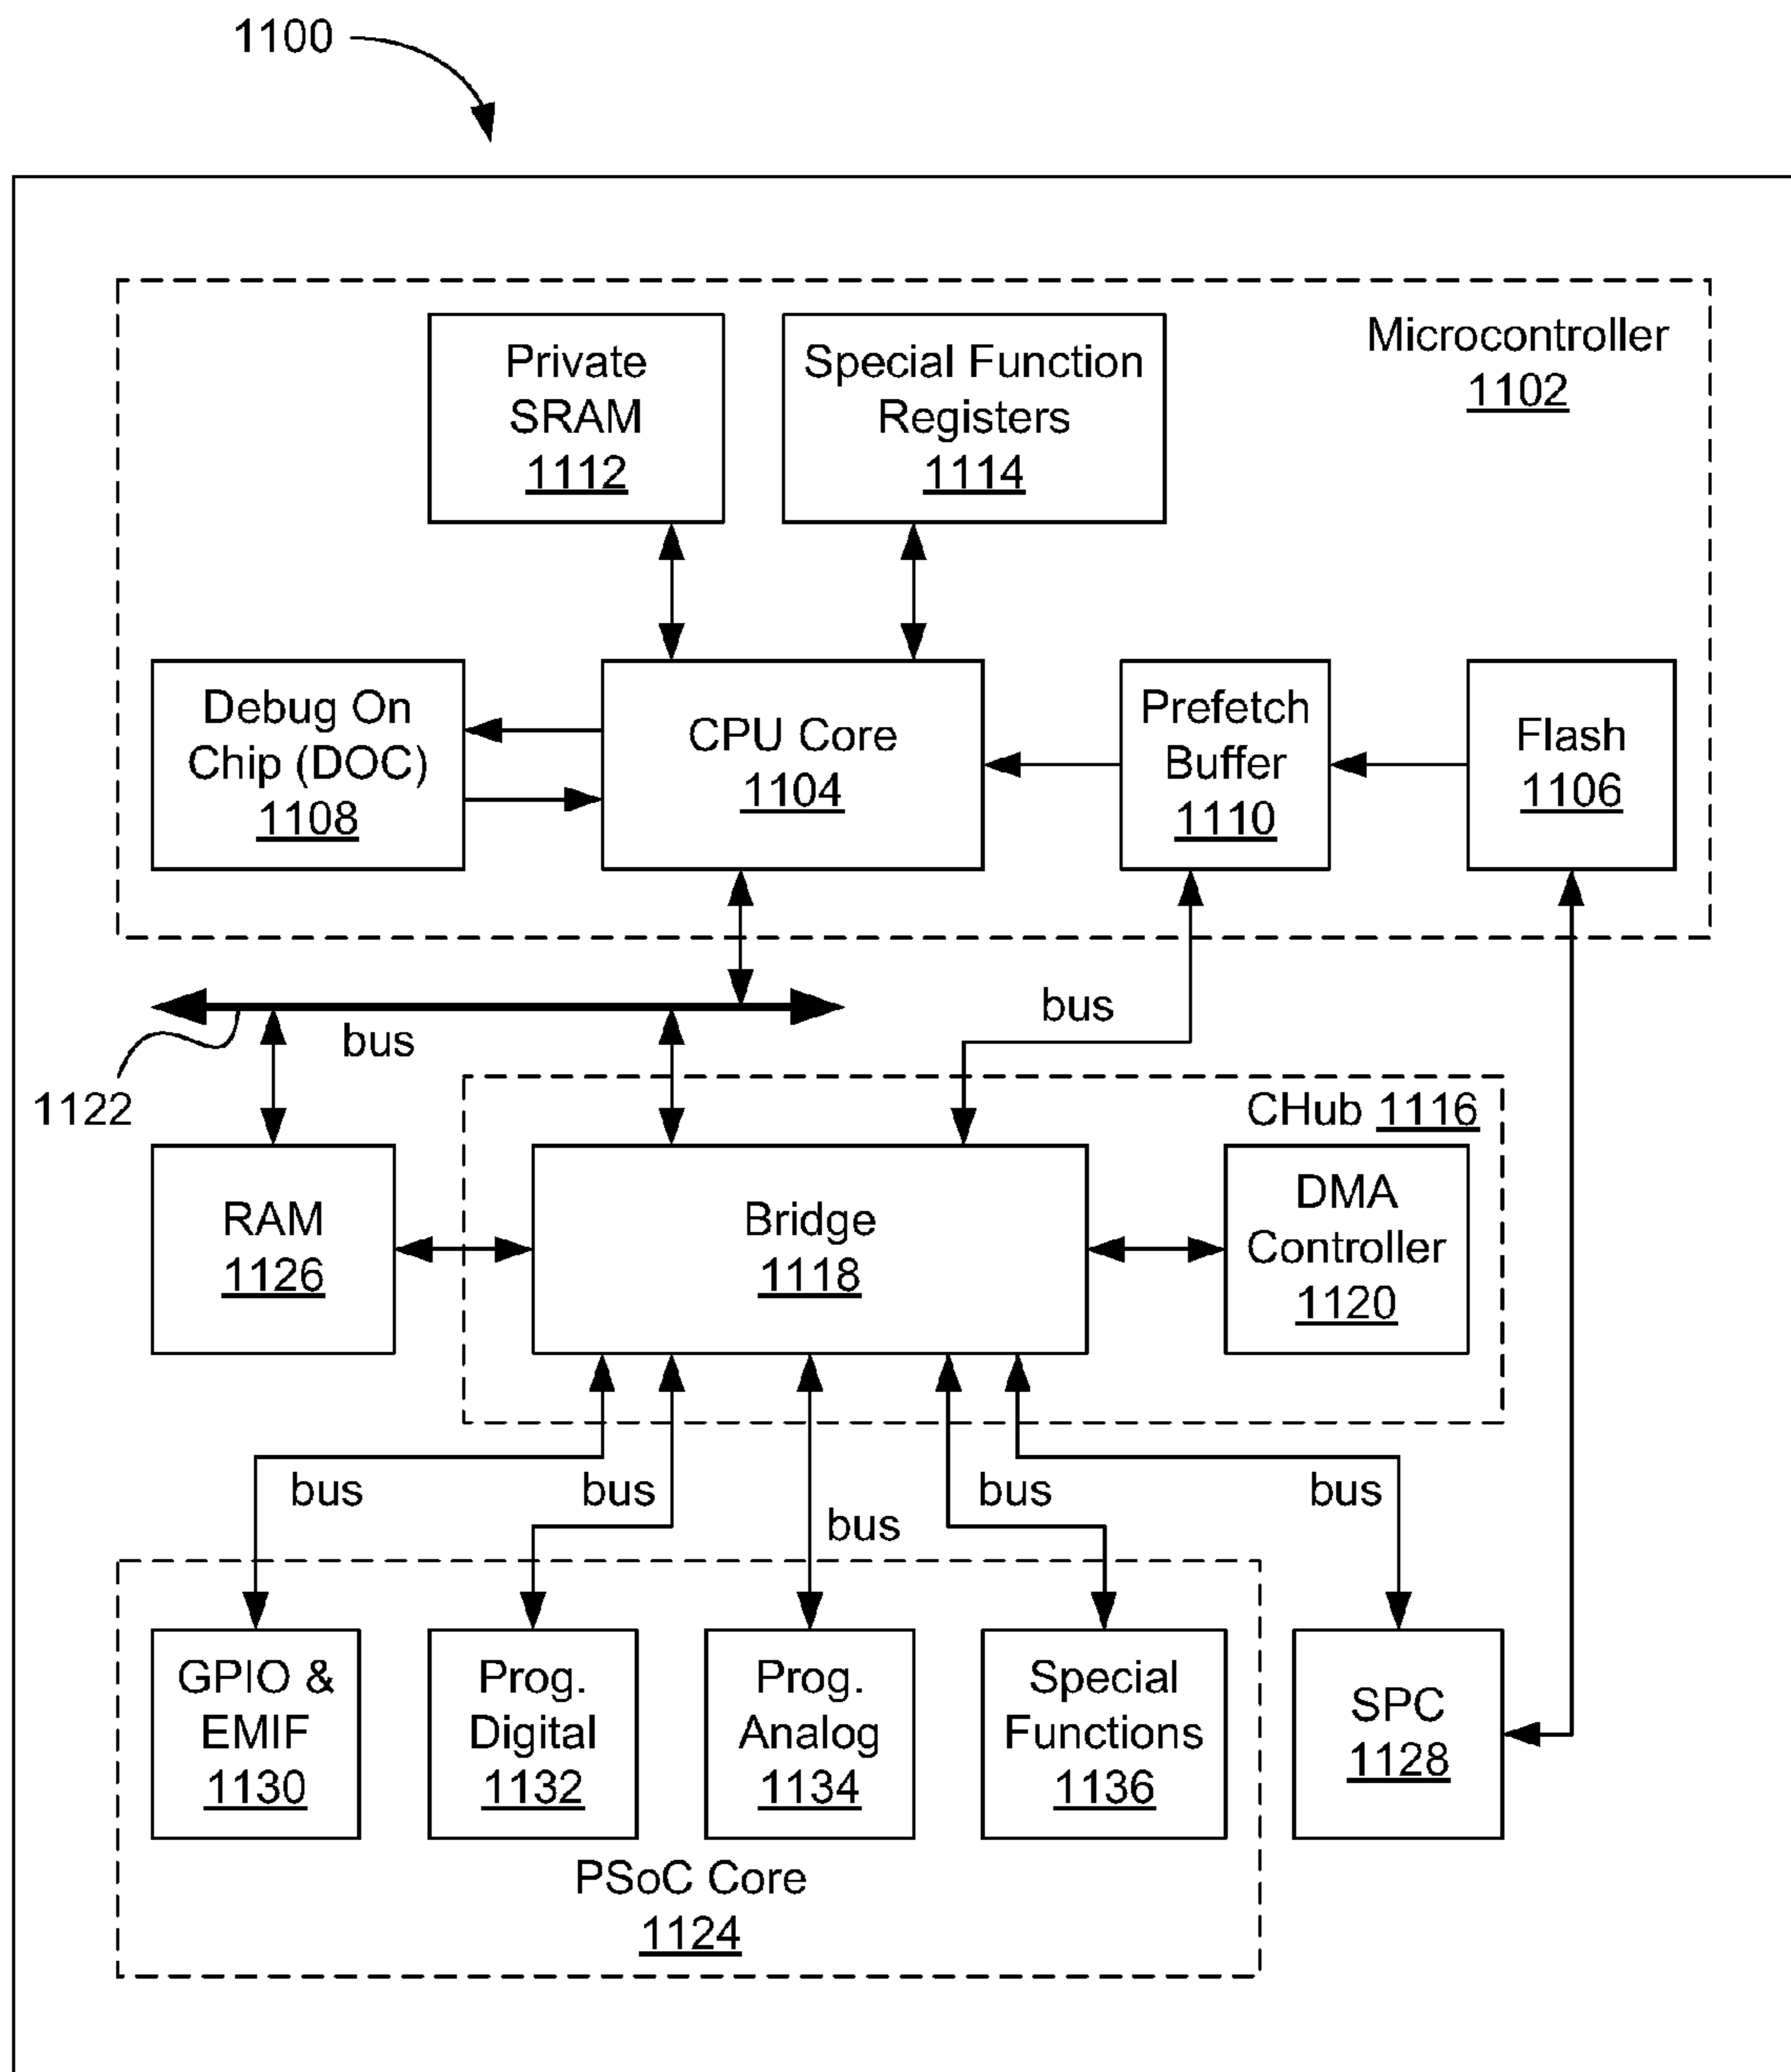 1100
Private
SRAM
1112
Special Function
Registers
1114
Microcontroller
1102
Debug On
Chip (DOC)
1108
CPU Core
1104
Prefetch
Buffer
1110
Flash
1106
bus
bus
1122
CHub 1116
RAM
1126
Bridge
1118
DMA
Controller
1120
bus
bus
bus
bus
bus
GPIO &
EMIF
1130
Prog.
Digital
1132
Prog.
Analog
1134
Special
Functions
1136
SPC
1128
PSoC Core
1124